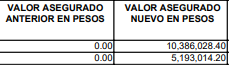 VALOR ASEGURADO VALOR ASEGURADO
ANTERIOR EN PESOS NUEVO EN PESOS
0.00 10,386,028.40
0.00 5,193,014.20